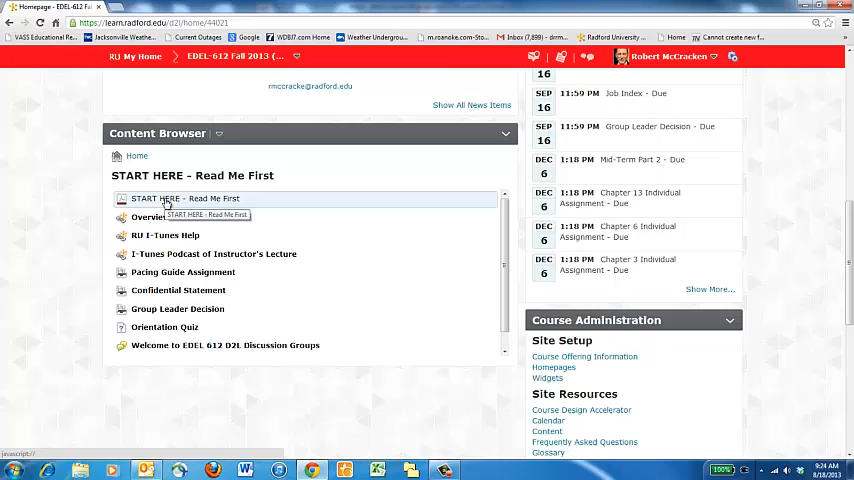 Homepage - EDEL-612 Fal
https://learn.radford.edu/d2l/home/44021
VASS Educational Re...
Jacksonville Weathe...
Current Outages
Google
WDBJ7.com Home
Weather Undergrou...
m.roanoke.com-Sto...
Inbox (7,899) - drrm...
Radford University ...
Home
Cannot create new f...
RU My Home
EDEL-612 Fall 2013 (...
Robert McCracken
rmccracke@radford.edu
Show All News Items
Content Browser
Home
START HERE - Read Me First
START HERE - Read Me First
START HERE - Read Me First
Overvie
RU I-Tunes Help
I-Tunes Podcast of Instructor's Lecture
Pacing Guide Assignment
Confidential Statement
Group Leader Decision
Orientation Quiz
Welcome to EDEL 612 D2L Discussion Groups
16
SEP
16
11:59 PM Job Index - Due
SEP
16
11:59 PM Group Leader Decision - Due
DEC
6
1:18 PM Mid-Term Part 2 - Due
DEC
6
1:18 PM Chapter 13 Individual
Assignment - Due
DEC
6
1:18 PM Chapter 6 Individual
Assignment - Due
DEC
6
1:18 PM Chapter 3 Individual
Assignment - Due
Show More...
Course Administration
Site Setup
Course Offering Information
Homepages
Widgets
Site Resources
Course Design Accelerator
Calendar
Content
Frequently Asked Questions
Glossary
javascript://
100%
9:24 AM
8/18/2013